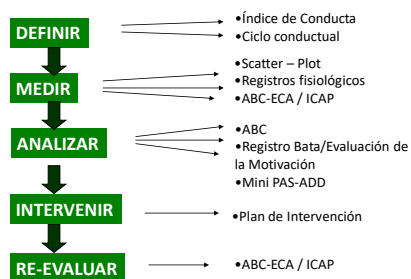 DEFINIR
•Índice de Conducta
•Ciclo conductual
MEDIR
•Scatter – Plot
•Registros fisiológicos
•ABC-ECA / ICAP
ANALIZAR
•ABC
•Registro Bata/Evaluación de
la Motivación
•Mini PAS-ADD
INTERVENIR
•Plan de Intervención
RE-EVALUAR
•ABC-ECA / ICAP